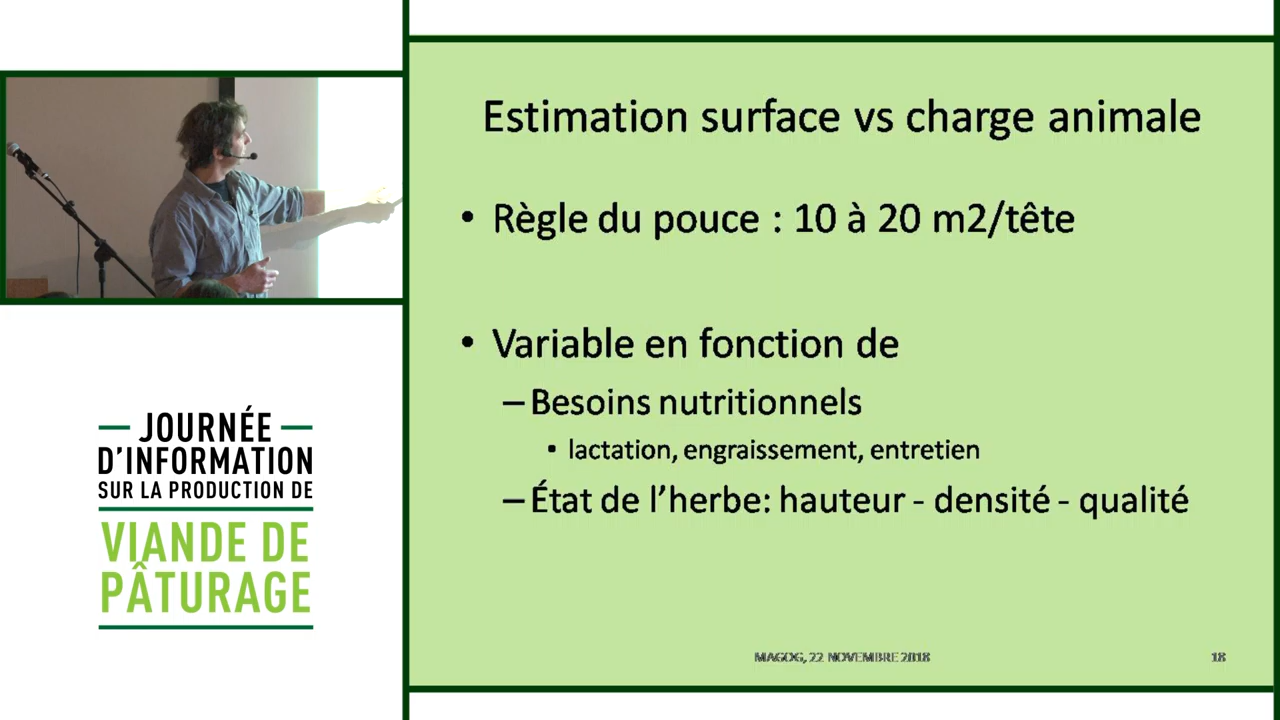 Estimation surface vs charge animale
• Règle du pouce : 10 à 20 m2/tête
• Variable en fonction de
– Besoins nutritionnels
• lactation, engraissement, entretien
– État de l’herbe: hauteur - densité - qualité
MAGOG, 22 NOVEMBRE 2018
18
JOURNÉE
D’INFORMATION
SUR LA PRODUCTION DE
VIANDE DE
PÂTURAGE